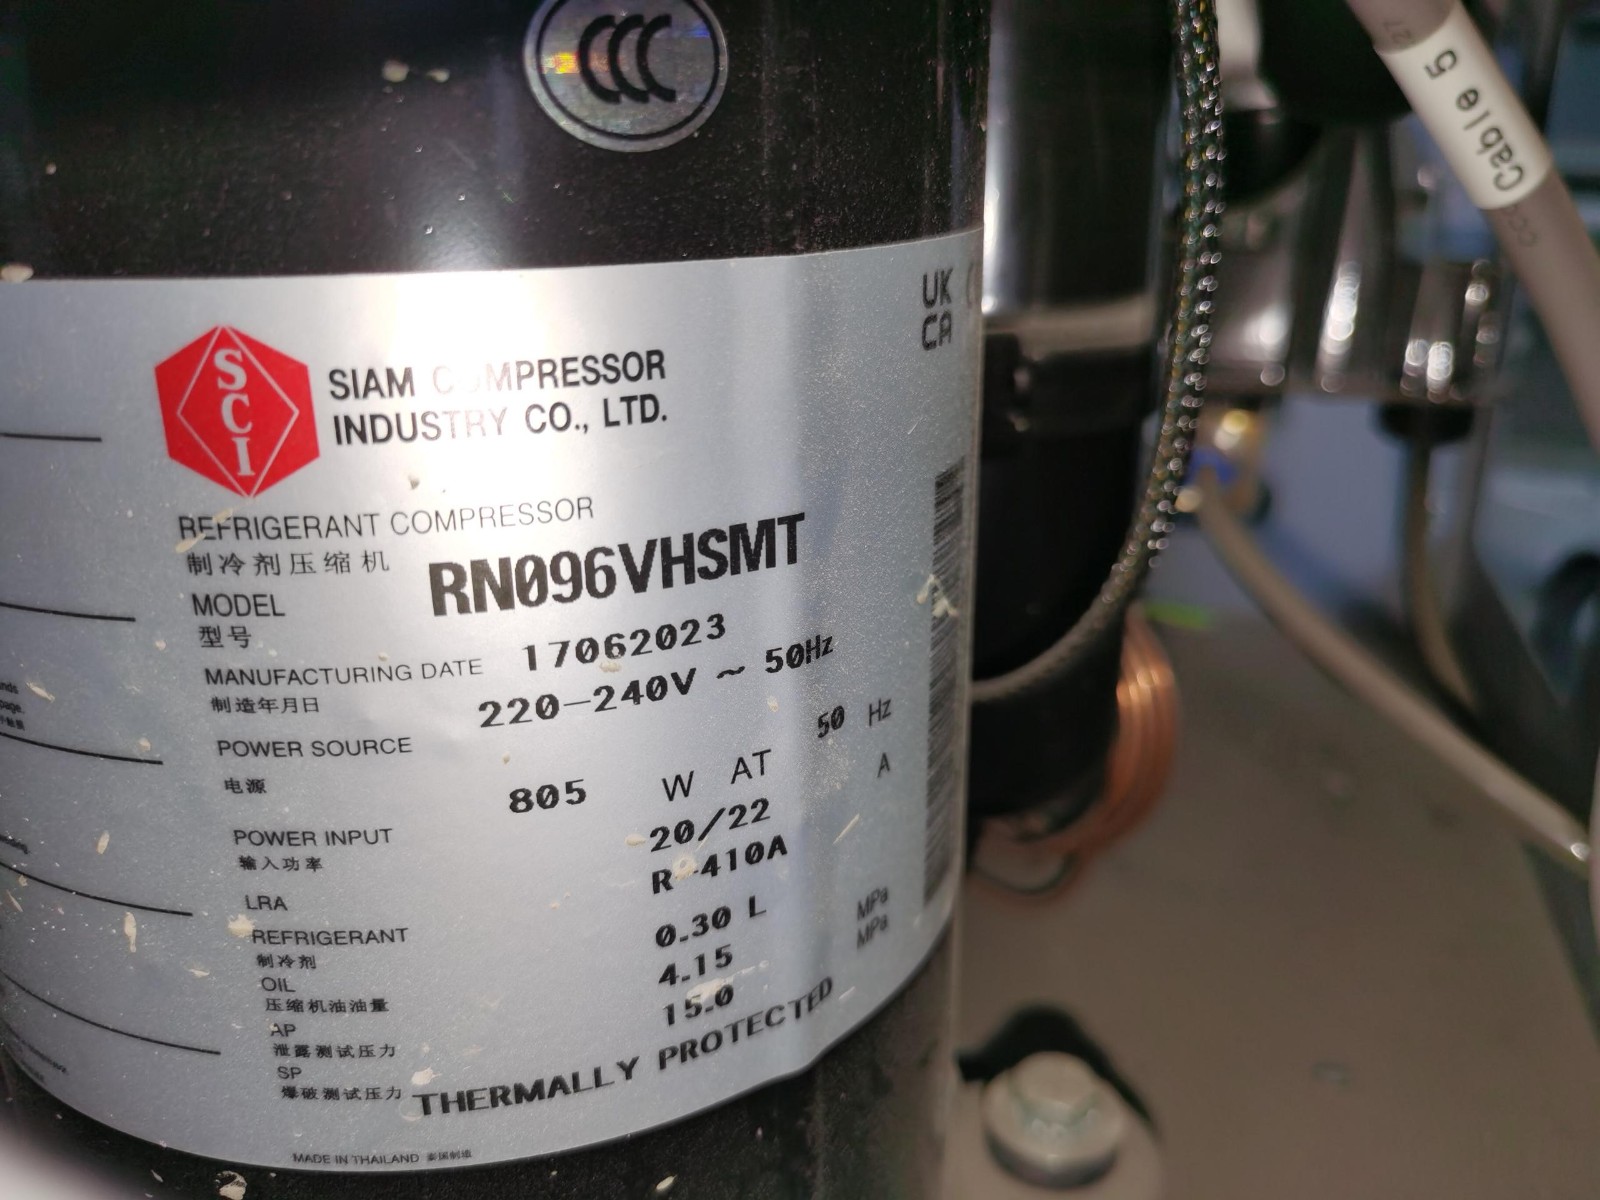 CCC
Cable 5
UK
CA
SCI
SIAM COMPRESSOR
INDUSTRY CO., LTD.
REFRIGERANT COMPRESSOR
制冷剂压缩机
MODEL RN096VHSMT
型号
MANUFACTURING DATE 17062023
制造年月日
POWER SOURCE 220-240V ~ 50Hz
电源
POWER INPUT 805 W AT 50 Hz
输入功率
LRA 20/22 A
REFRIGERANT R-410A
制冷剂
OIL 0.30 L
压缩机油油量
AP 4.15 MPa
泄露测试压力
SP 15.0 MPa
爆破测试压力
THERMALLY PROTECTED
MADE IN THAILAND 泰国制造